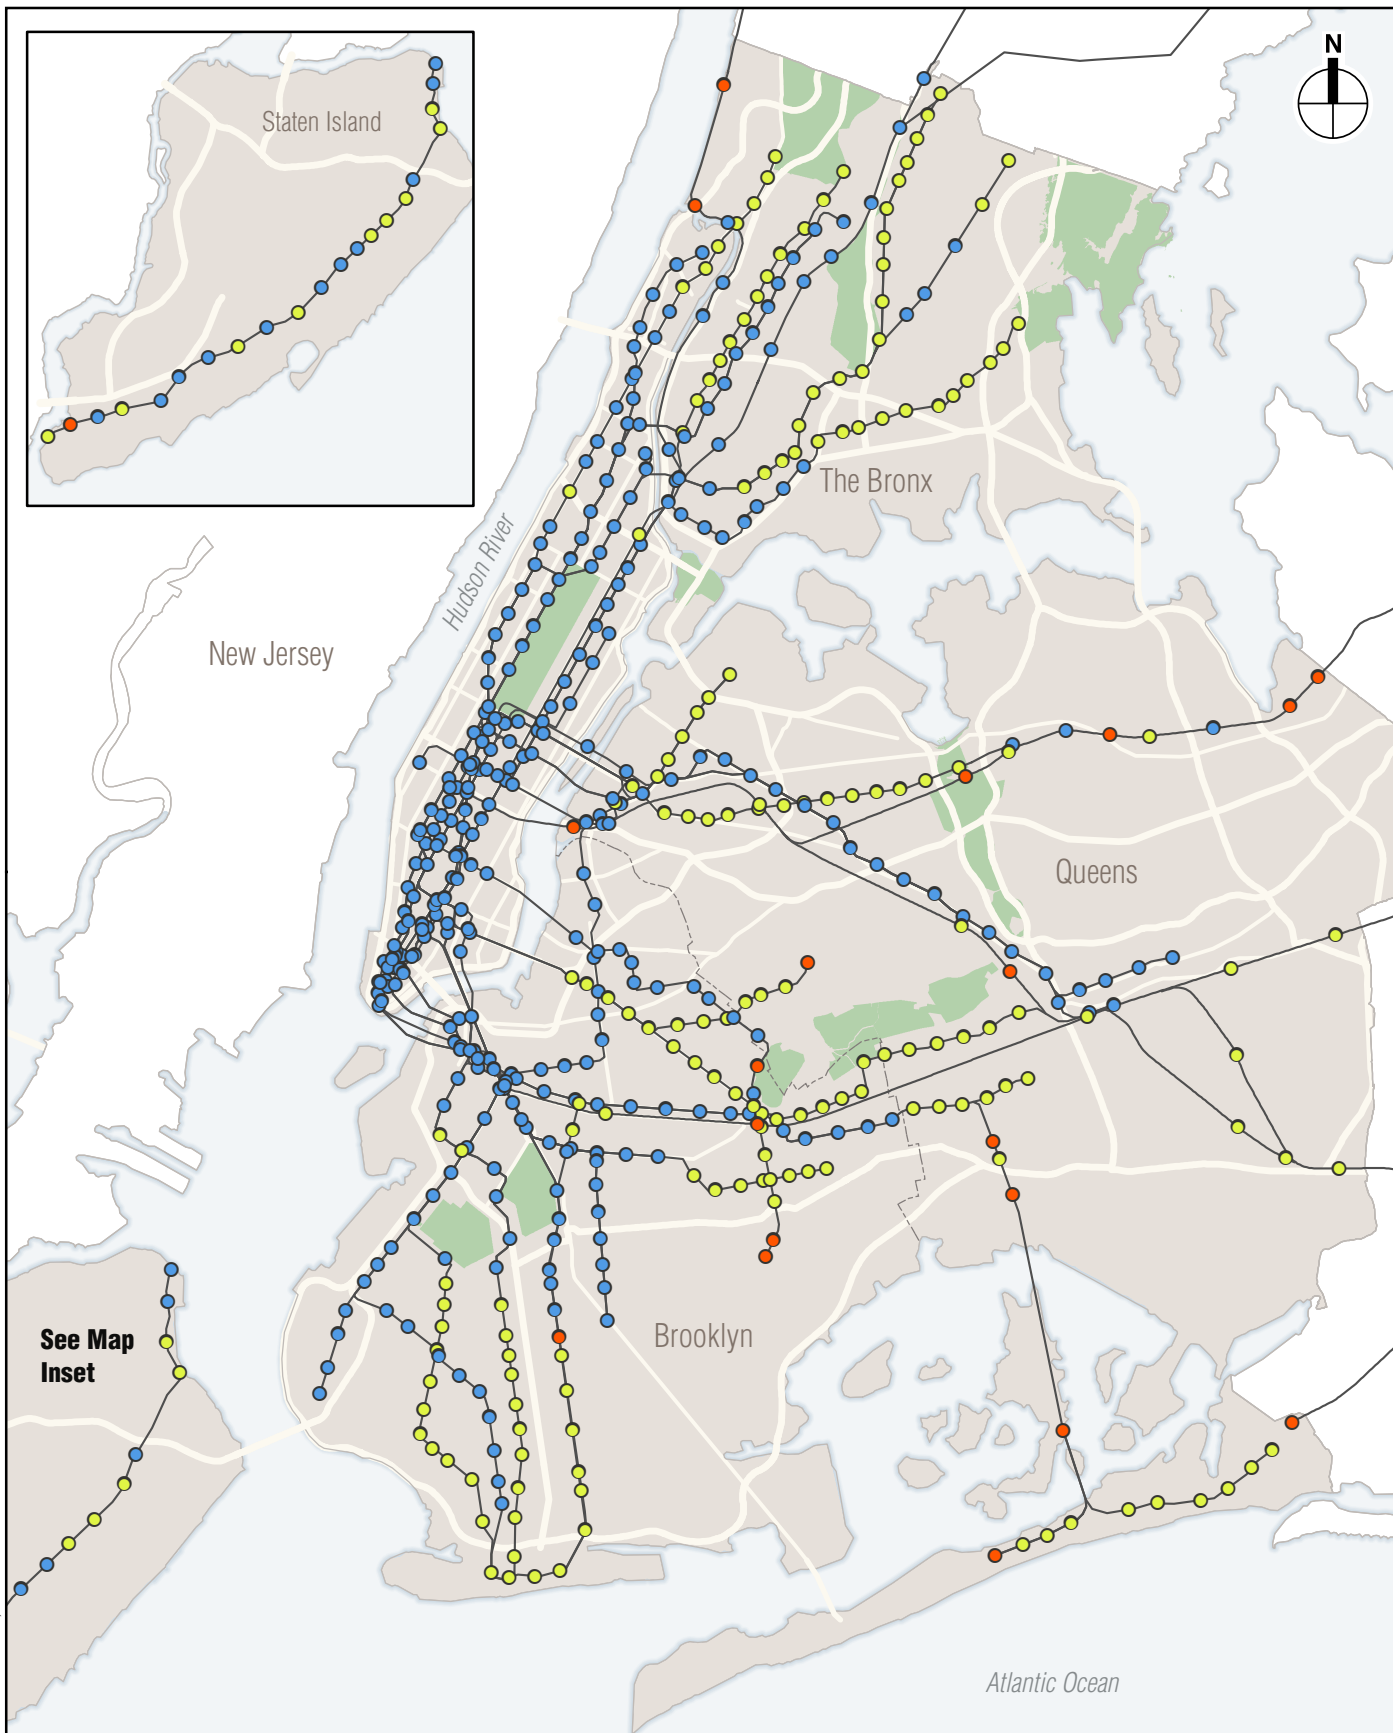 N
Staten Island
The Bronx
Hudson River
New Jersey
Queens
See Map
Inset
Brooklyn
Atlantic Ocean